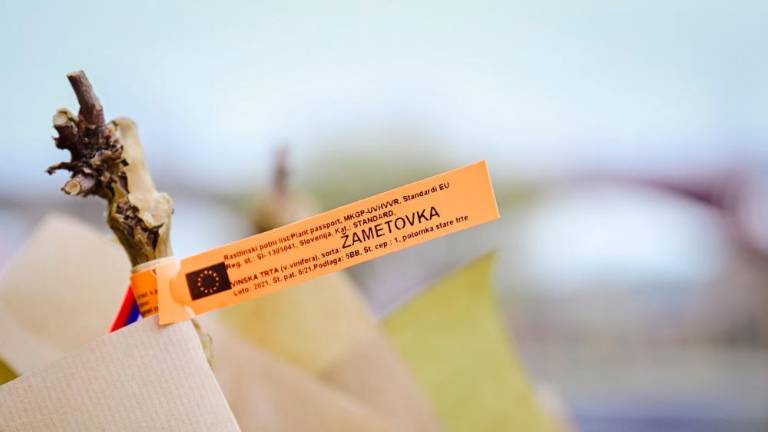 Rastlinski potni list/Plant passport, MKGP-UVHVVR, Standardi EU
Reg. št.: SI- 1305041, Slovenija, Kat.: STANDARD,
VINSKA TRTA (v.vinifera), sorta: ŽAMETOVKA
Leto: 2021, Št. pat. 6/21, Podlaga: 5BB, Št. cep : 1, potomka stare trte